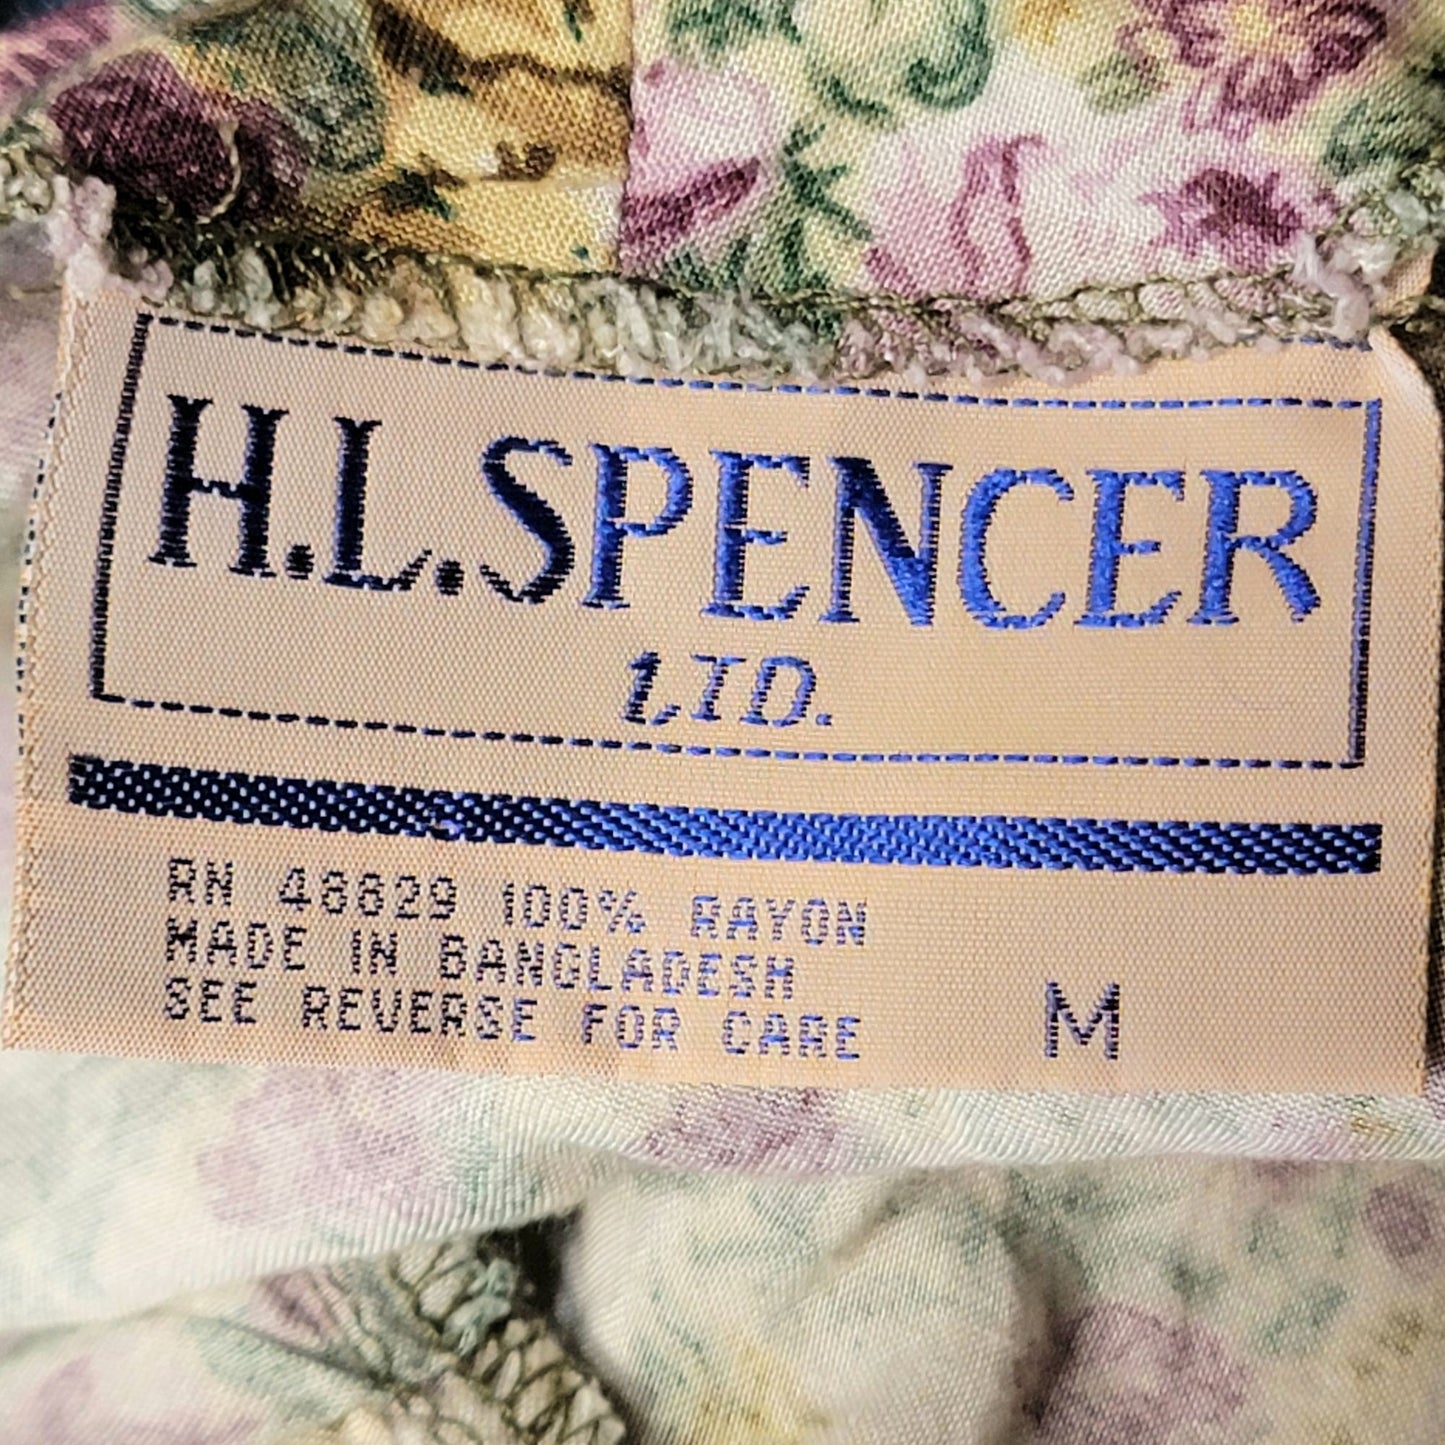 H.L.SPENCER
LTD.
RN 48829 100% RAYON
MADE IN BANGLADESH
SEE REVERSE FOR CARE
M